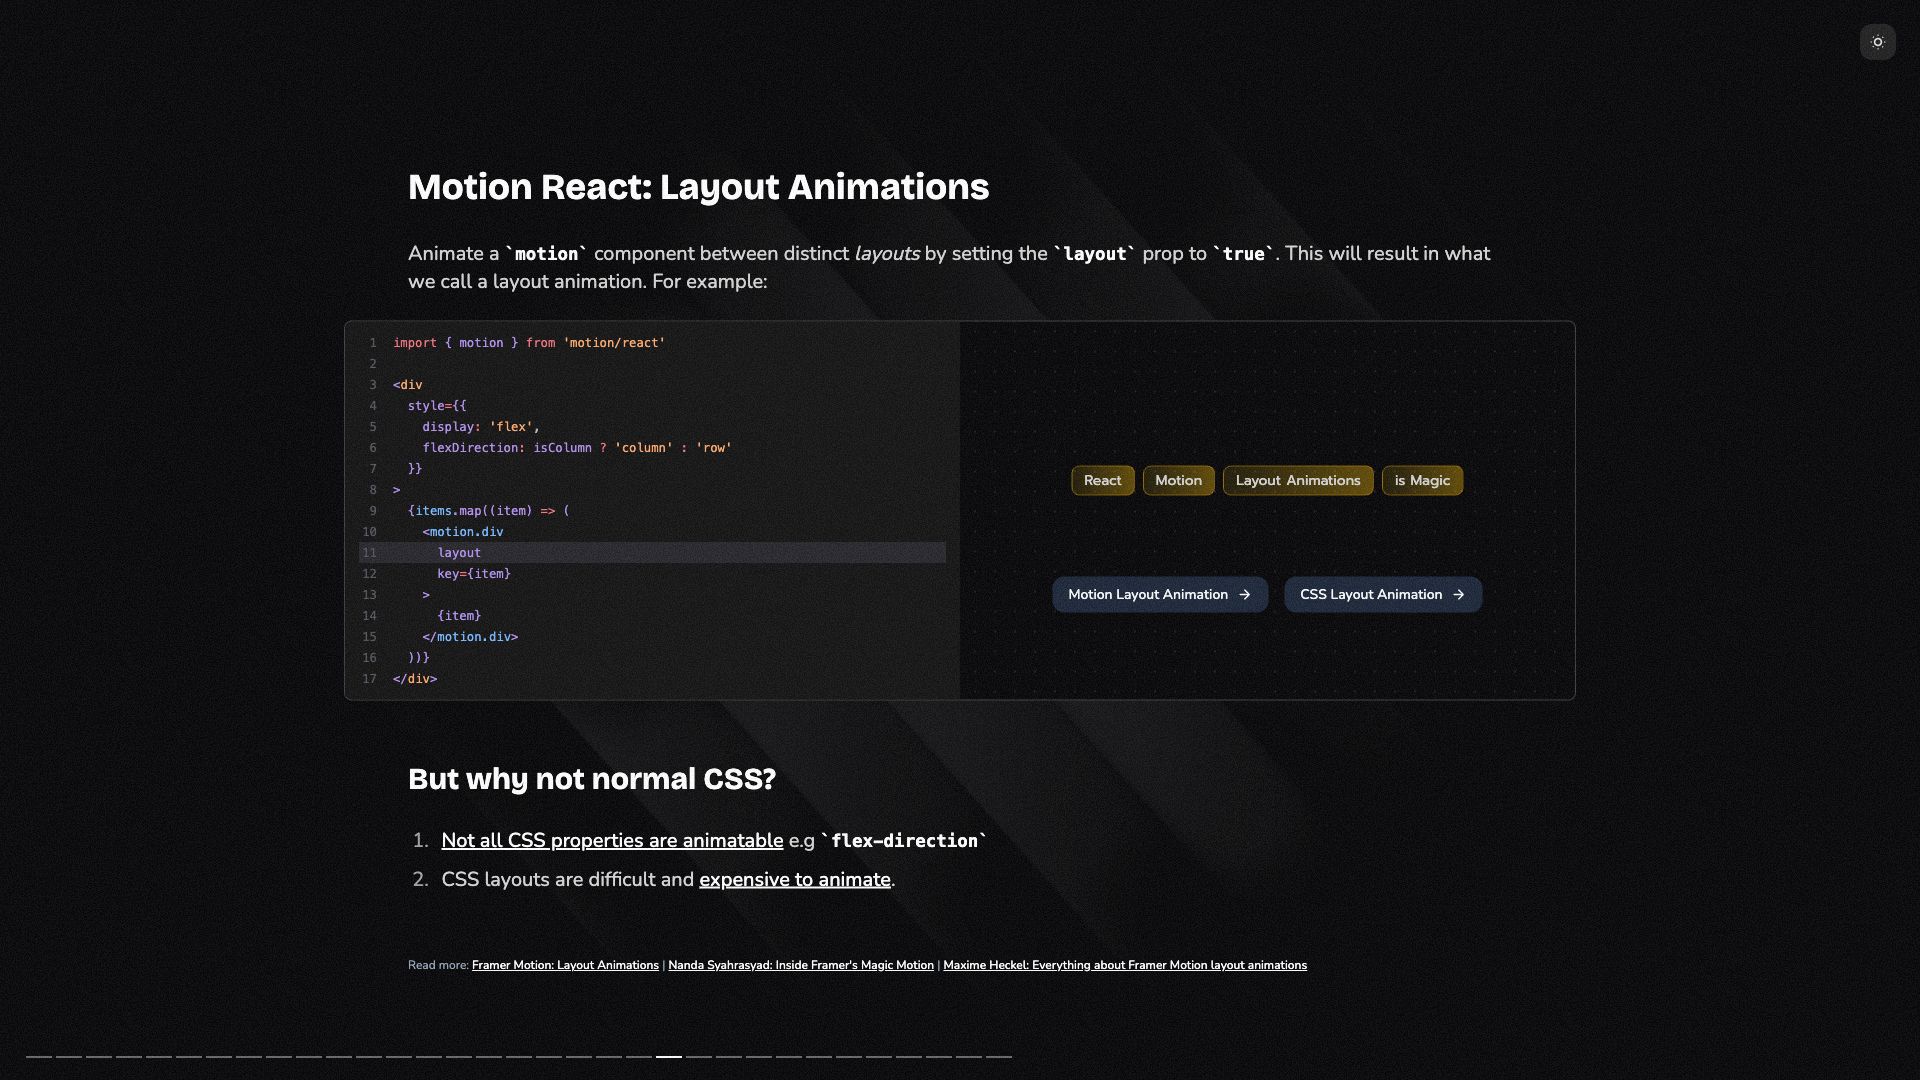 Motion React: Layout Animations
Animate a `motion` component between distinct layouts by setting the `layout` prop to `true`. This will result in what
we call a layout animation. For example:
1 import { motion } from 'motion/react'
2
3 <div
4   style={{
5     display: 'flex',
6     flexDirection: isColumn ? 'column' : 'row'
7   }}
8 >
9   {items.map((item) => (
10     <motion.div
11       layout
12       key={item}
13     >
14       {item}
15     </motion.div>
16   ))}
17 </div>
React Motion Layout Animations is Magic
Motion Layout Animation → CSS Layout Animation →
But why not normal CSS?
1. Not all CSS properties are animatable e.g `flex-direction`
2. CSS layouts are difficult and expensive to animate.
Read more: Framer Motion: Layout Animations | Nanda Syahrasyad: Inside Framer's Magic Motion | Maxime Heckel: Everything about Framer Motion layout animations